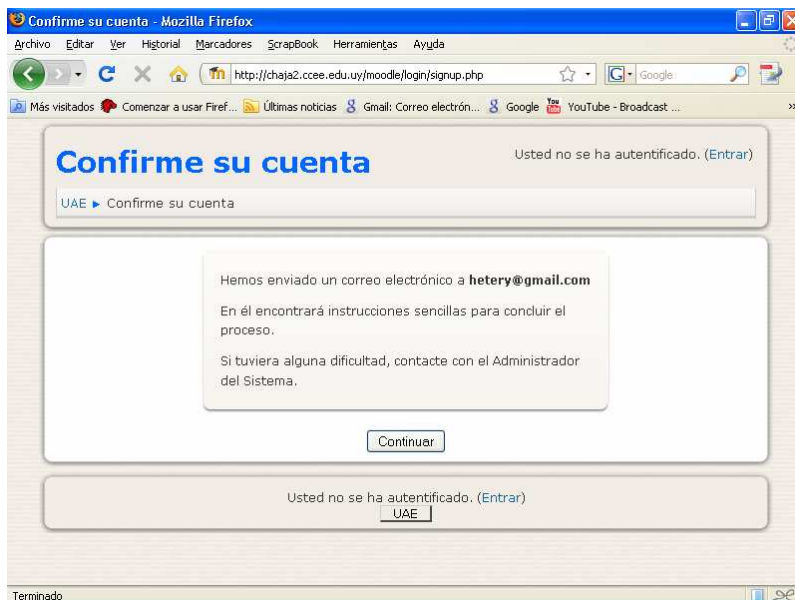 Confirme su cuenta - Mozilla Firefox
Archivo Editar Ver Historial Marcadores ScrapBook Herramientas Ayuda
http://chaja2.ccee.edu.uy/moodle/login/signup.php G Google
Más visitados Comenzar a usar Firef... Últimas noticias Gmail: Correo electrón... Google YouTube - Broadcast ... »
Confirme su cuenta
Usted no se ha autentificado. (Entrar)
UAE ► Confirme su cuenta
Hemos enviado un correo electrónico a hetery@gmail.com
En él encontrará instrucciones sencillas para concluir el
proceso.
Si tuviera alguna dificultad, contacte con el Administrador
del Sistema.
Continuar
Usted no se ha autentificado. (Entrar)
UAE
Terminado